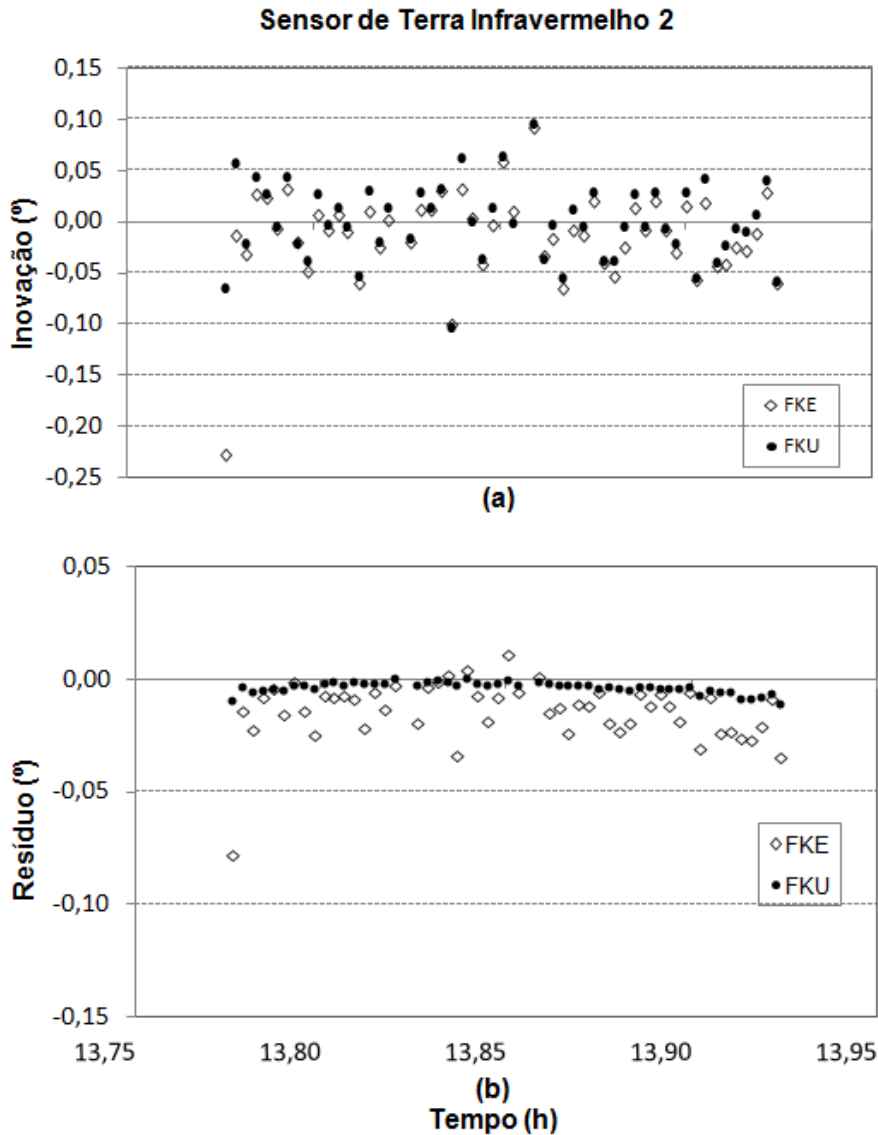 Sensor de Terra Infravermelho 2
0,15
0,10
0,05
0,00
-0,05
-0,10
-0,15
-0,20
-0,25
Inovação (º)
FKE
FKU
(a)
0,05
0,00
-0,05
-0,10
-0,15
Resíduo (º)
FKE
FKU
13,75 13,80 13,85 13,90 13,95
(b)
Tempo (h)